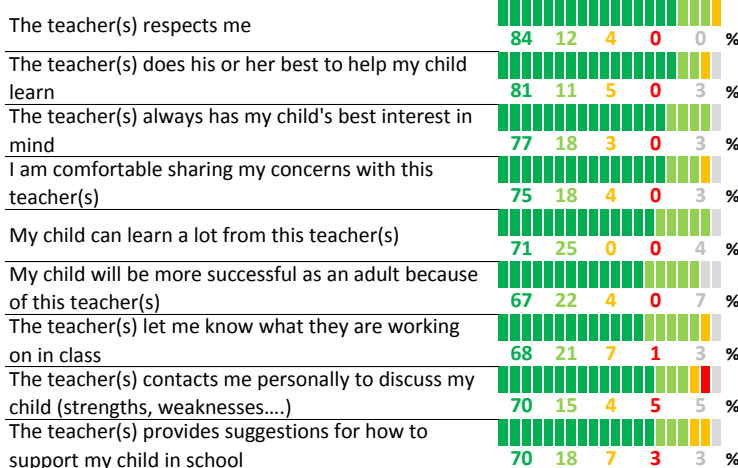 The teacher(s) respects me
84 12 4 0 0 %
The teacher(s) does his or her best to help my child
learn
81 11 5 0 3 %
The teacher(s) always has my child's best interest in
mind
77 18 3 0 3 %
I am comfortable sharing my concerns with this
teacher(s)
75 18 4 0 3 %
My child can learn a lot from this teacher(s)
71 25 0 0 4 %
My child will be more successful as an adult because
of this teacher(s)
67 22 4 0 7 %
The teacher(s) let me know what they are working
on in class
68 21 7 1 3 %
The teacher(s) contacts me personally to discuss my
child (strengths, weaknesses....)
70 15 4 5 5 %
The teacher(s) provides suggestions for how to
support my child in school
70 18 7 3 3 %